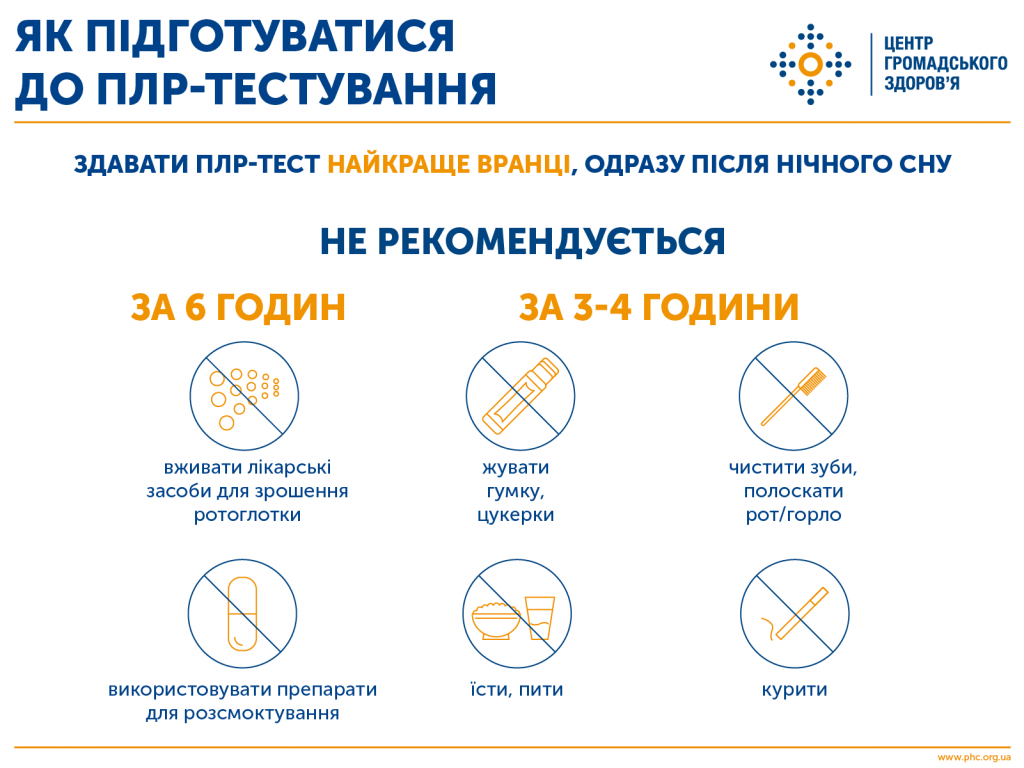 ЯК ПІДГОТУВАТИСЯ
ДО ПЛР-ТЕСТУВАННЯ
ЦЕНТР
ГРОМАДСЬКОГО
ЗДОРОВ'Я
ЗДАВАТИ ПЛР-ТЕСТ НАЙКРАЩЕ ВРАНЦІ, ОДРАЗУ ПІСЛЯ НІЧНОГО СНУ
НЕ РЕКОМЕНДУЄТЬСЯ
ЗА 6 ГОДИН
вживати лікарські
засоби для зрошення
ротоглотки
використовувати препарати
для розсмоктування
ЗА 3-4 ГОДИНИ
жувати
гумку,
цукерки
чистити зуби,
полоскати
рот/горло
їсти, пити
курити
www.phc.org.ua